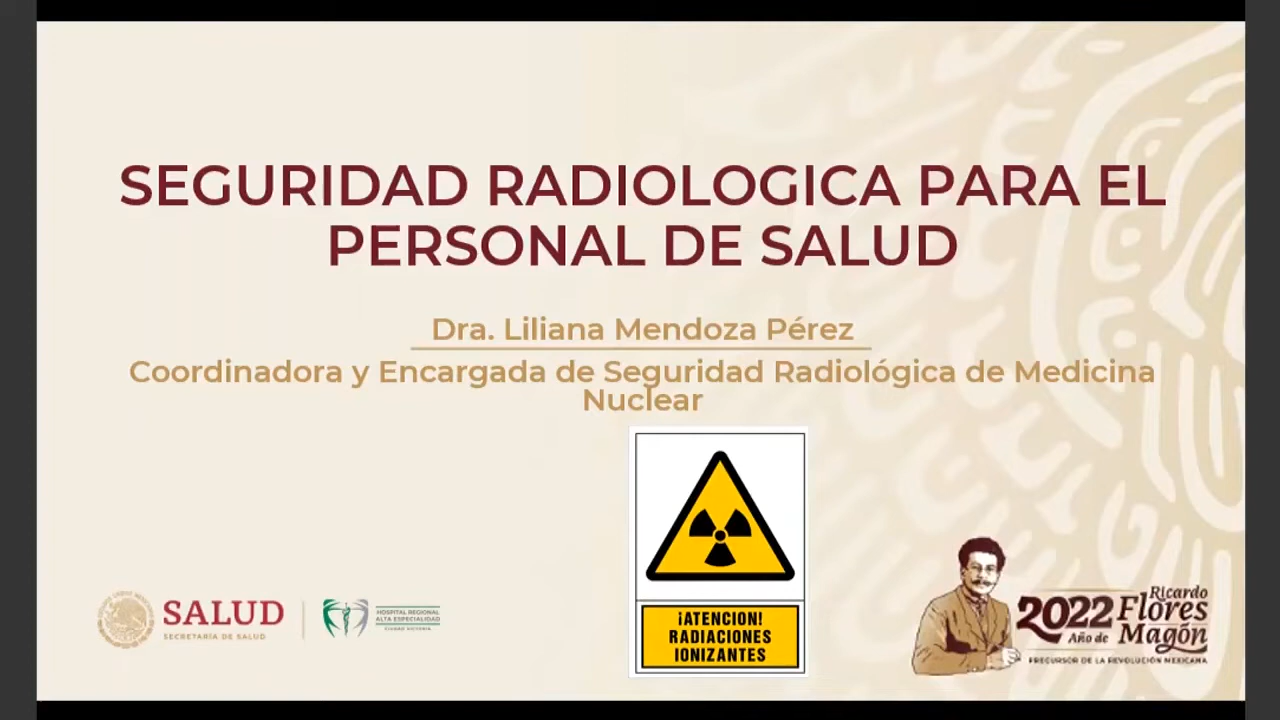 SEGURIDAD RADIOLOGICA PARA EL
PERSONAL DE SALUD
Dra. Liliana Mendoza Pérez
Coordinadora y Encargada de Seguridad Radiológica de Medicina
Nuclear
¡ATENCION!
RADIACIONES
IONIZANTES
SALUD
SECRETARÍA DE SALUD
HOSPITAL REGIONAL
ALTA ESPECIALIDAD
CIUDAD VICTORIA
2022 Ricardo
Flores
Año de Magón
PRECURSOR DE LA REVOLUCIÓN MEXICANA